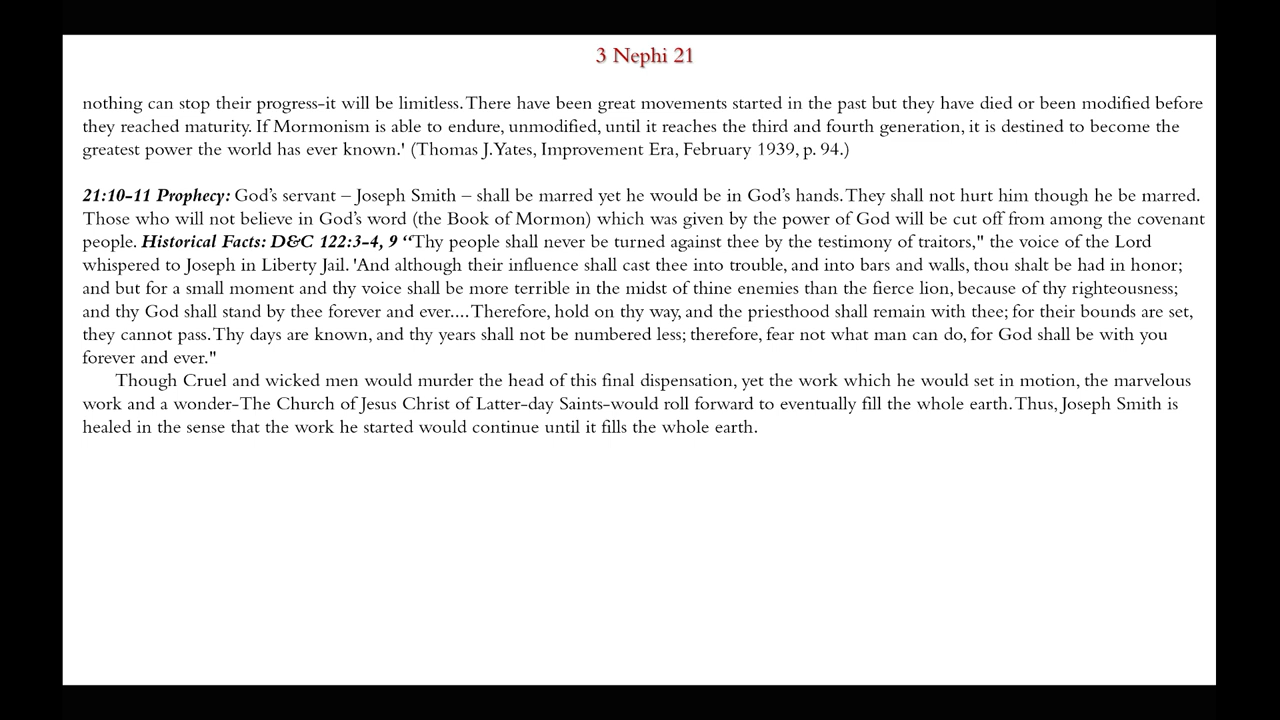 3 Nephi 21
nothing can stop their progress-it will be limitless. There have been great movements started in the past but they have died or been modified before
they reached maturity. If Mormonism is able to endure, unmodified, until it reaches the third and fourth generation, it is destined to become the
greatest power the world has ever known.' (Thomas J. Yates, Improvement Era, February 1939, p. 94.)
21:10-11 Prophecy: God’s servant – Joseph Smith – shall be marred yet he would be in God’s hands. They shall not hurt him though he be marred.
Those who will not believe in God’s word (the Book of Mormon) which was given by the power of God will be cut off from among the covenant
people. Historical Facts: D&C 122:3-4, 9 “Thy people shall never be turned against thee by the testimony of traitors," the voice of the Lord
whispered to Joseph in Liberty Jail. 'And although their influence shall cast thee into trouble, and into bars and walls, thou shalt be had in honor;
and but for a small moment and thy voice shall be more terrible in the midst of thine enemies than the fierce lion, because of thy righteousness;
and thy God shall stand by thee forever and ever.... Therefore, hold on thy way, and the priesthood shall remain with thee; for their bounds are set,
they cannot pass. Thy days are known, and thy years shall not be numbered less; therefore, fear not what man can do, for God shall be with you
forever and ever."
Though Cruel and wicked men would murder the head of this final dispensation, yet the work which he would set in motion, the marvelous
work and a wonder-The Church of Jesus Christ of Latter-day Saints-would roll forward to eventually fill the whole earth. Thus, Joseph Smith is
healed in the sense that the work he started would continue until it fills the whole earth.